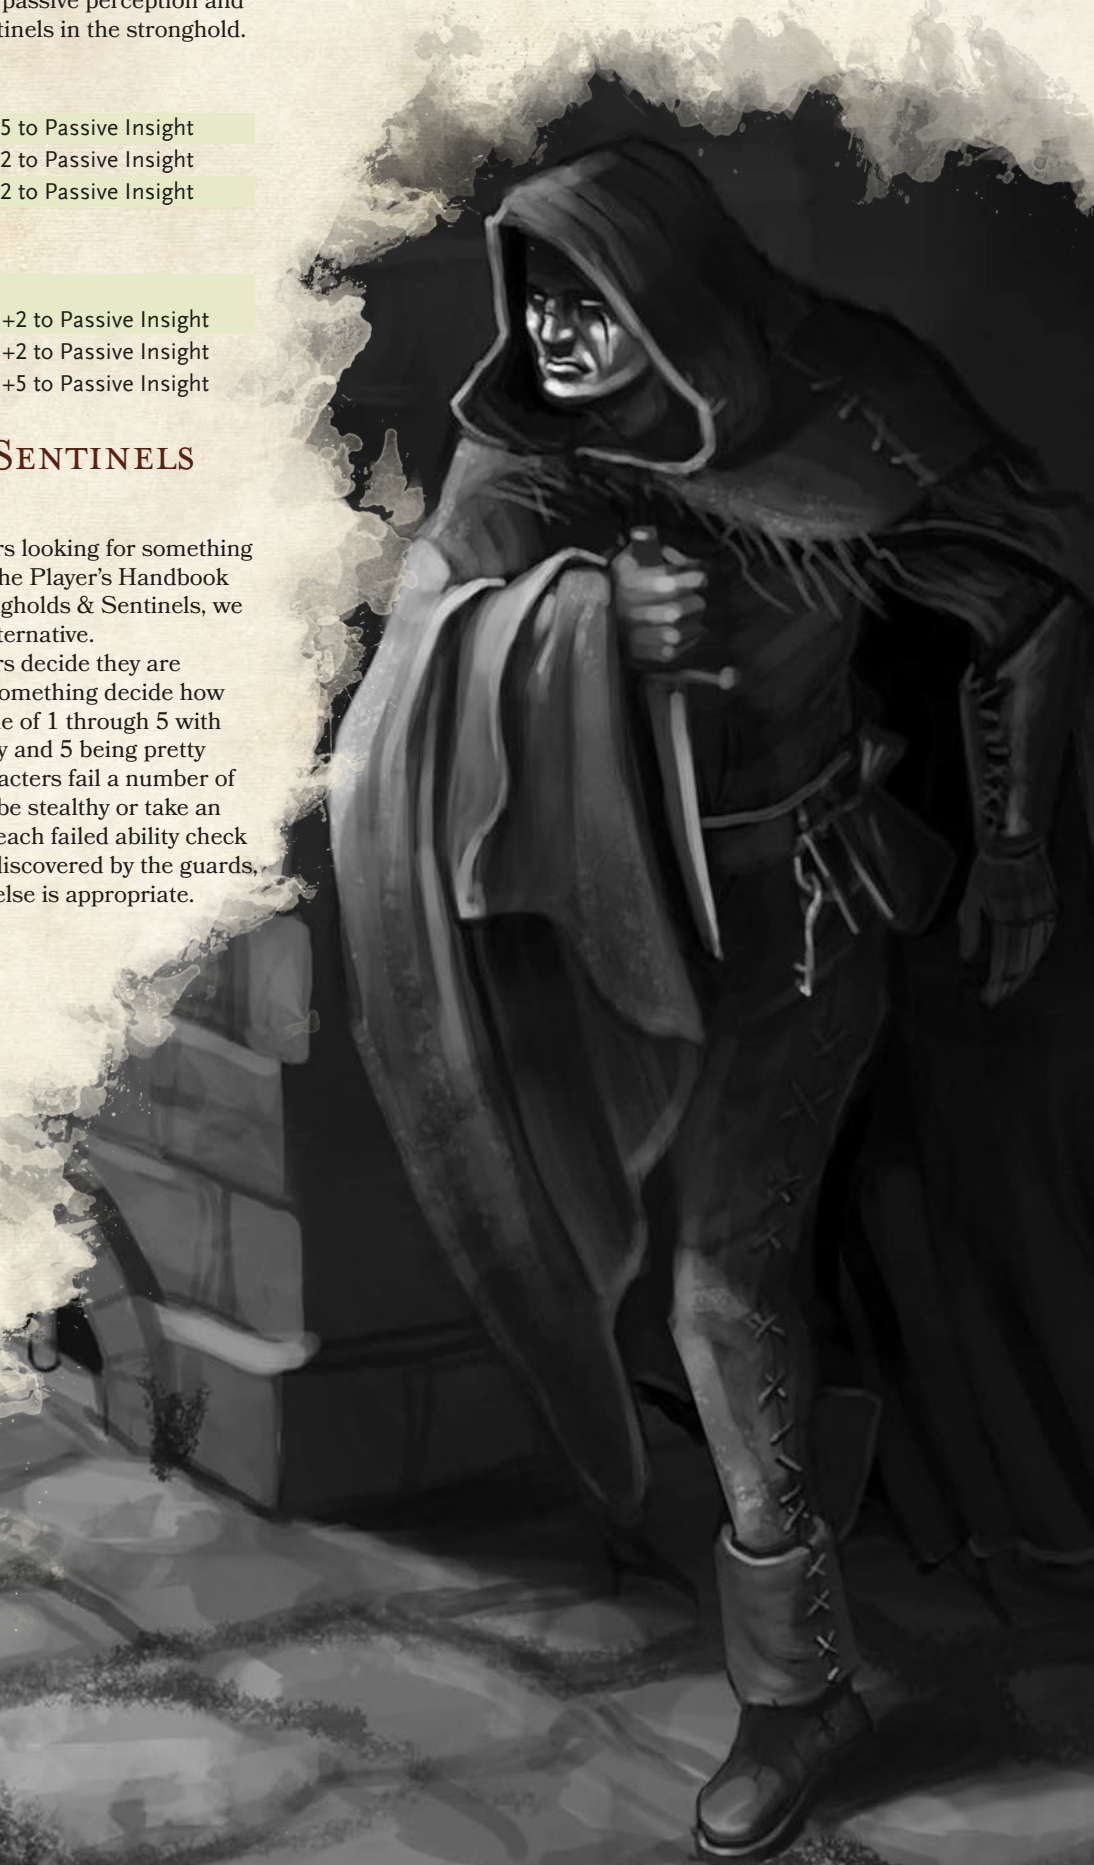 passive perception and
tinels in the stronghold.
5 to Passive Insight
2 to Passive Insight
2 to Passive Insight
+2 to Passive Insight
+2 to Passive Insight
+5 to Passive Insight
SENTINELS
rs looking for something
he Player's Handbook
gholds & Sentinels, we
ternative.
rs decide they are
omething decide how
e of 1 through 5 with
y and 5 being pretty
acters fail a number of
be stealthy or take an
each failed ability check
discovered by the guards,
else is appropriate.